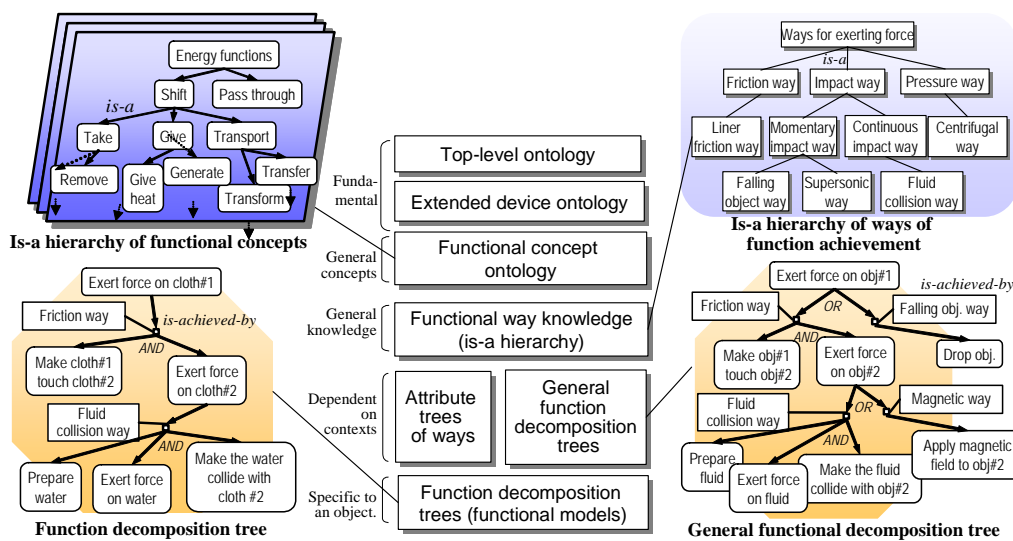 Energy functions
Shift
Pass through
is-a
Take
Give
Transport
Remove
Give
heat
Generate
Transfer
Transform
Is-a hierarchy of functional concepts
Ways for exerting force
is-a
Friction way
Impact way
Pressure way
Liner
friction way
Momentary
impact way
Continuous
impact way
Centrifugal
way
Falling
object way
Supersonic
way
Fluid
collision way
Is-a hierarchy of ways of
function achievement
Funda-
mental
Top-level ontology
Extended device ontology
General
concepts
Functional concept
ontology
General
knowledge
Functional way knowledge
(is-a hierarchy)
Dependent
on
contexts
Attribute
trees
of ways
General
function
decomposition
trees
Specific to
an object.
Function decomposition
trees (functional models)
Exert force on cloth#1
Friction way
is-achieved-by
AND
Make cloth#1
touch cloth#2
Exert force
on cloth#2
Fluid
collision way
AND
Prepare
water
Exert force
on water
Make the water
collide with
cloth #2
Function decomposition tree
Exert force on obj#1
is-achieved-by
Friction way
OR
Falling obj. way
AND
Make obj#1
touch obj#2
Exert force
on obj#2
Drop obj.
Fluid
collision way
OR
Magnetic way
AND
Prepare
fluid
Exert force
on fluid
Make the fluid
collide with obj#2
Apply magnetic
field to obj#2
General functional decomposition tree